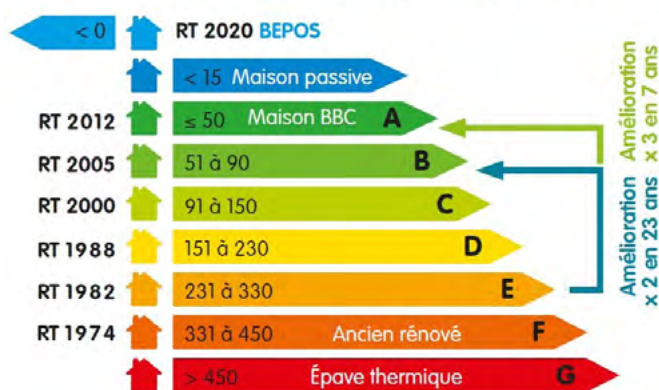 < 0 RT 2020 BEPOS
< 15 Maison passive
RT 2012 ≤ 50 Maison BBC A
RT 2005 51 à 90 B
RT 2000 91 à 150 C
RT 1988 151 à 230 D
RT 1982 231 à 330 E
RT 1974 331 à 450 Ancien rénové F
> 450 Épave thermique G
Amélioration
x 3 en 7 ans
Amélioration
x 2 en 23 ans